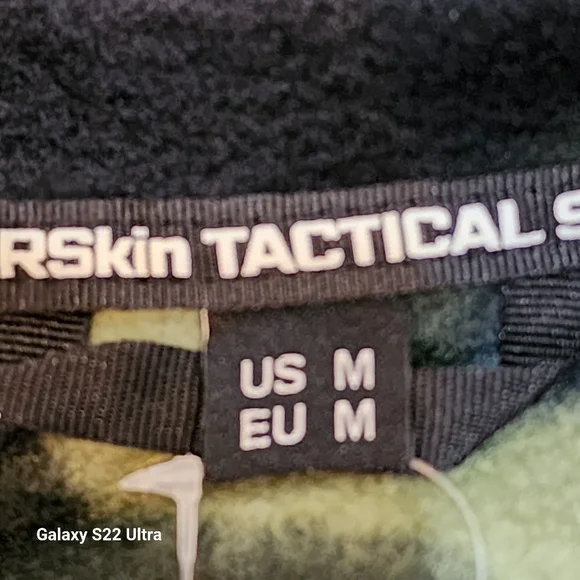 RSkin TACTICAL S
US M
EU M
Galaxy S22 Ultra